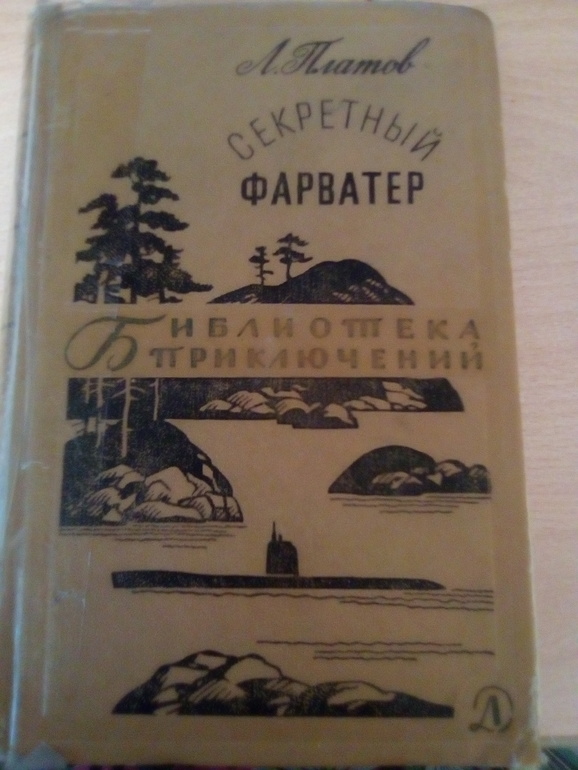 Л. Платов
СЕКРЕТНЫЙ
ФАРВАТЕР
БИБЛИОТЕКА
ПРИКЛЮЧЕНИЙ
Д